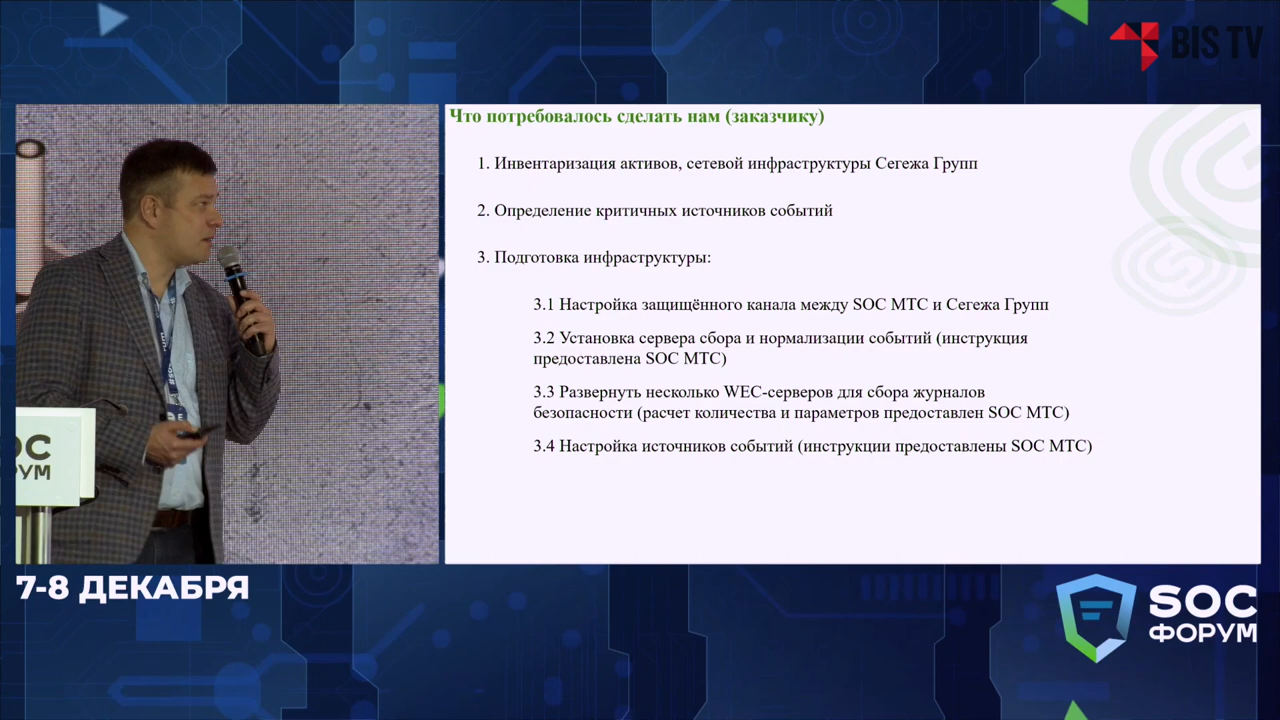 BIS TV
Что потребовалось сделать нам (заказчику)
1. Инвентаризация активов, сетевой инфраструктуры Сегежа Групп
2. Определение критичных источников событий
3. Подготовка инфраструктуры:
3.1 Настройка защищённого канала между SOC МТС и Сегежа Групп
3.2 Установка сервера сбора и нормализации событий (инструкция
предоставлена SOC МТС)
3.3 Развернуть несколько WEC-серверов для сбора журналов
безопасности (расчет количества и параметров предоставлен SOC МТС)
3.4 Настройка источников событий (инструкции предоставлены SOC МТС)
ОС
РУМ
7-8 ДЕКАБРЯ
SOC
ФОРУМ